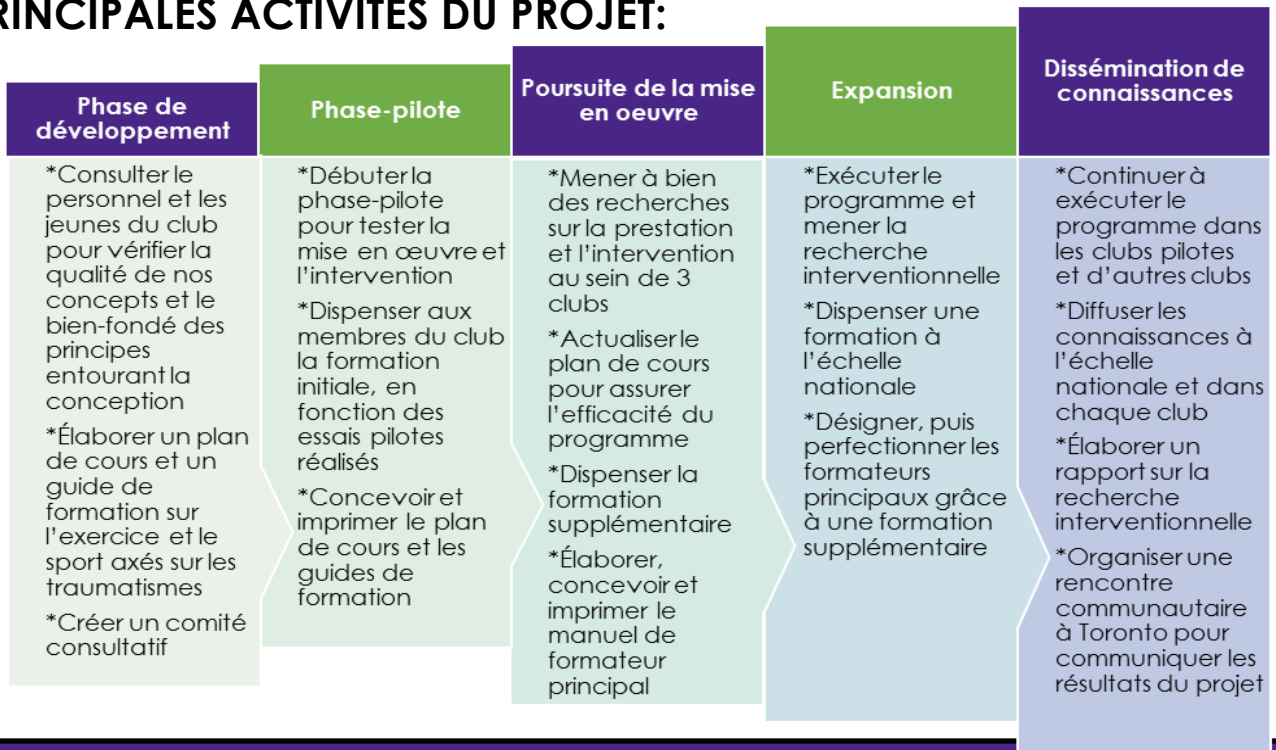 RINCIPALES ACTIVITÉS DU PROJET:
Phase de
développement
*Consulter le
personnel et les
jeunes du club
pour vérifier la
qualité de nos
concepts et le
bien-fondé des
principes
entourant la
conception
*Élaborer un plan
de cours et un
guide de
formation sur
l'exercice et le
sport axés sur les
traumatismes
*Créer un comité
consultatif
Phase-pilote
*Débuter la
phase-pilote
pour tester la
mise en œuvre et
l'intervention
*Dispenser aux
membres du club
la formation
initiale, en
fonction des
essais pilotes
réalisés
*Concevoir et
imprimer le plan
de cours et les
guides de
formation
Poursuite de la mise
en oeuvre
*Mener à bien
des recherches
sur la prestation
et l'intervention
au sein de 3
clubs
*Actualiser le
plan de cours
pour assurer
l'efficacité du
programme
*Dispenser la
formation
supplémentaire
*Élaborer,
concevoir et
imprimer le
manuel de
formateur
principal
Expansion
*Exécuter le
programme et
mener la
recherche
interventionnelle
*Dispenser une
formation à
l'échelle
nationale
*Désigner, puis
perfectionner les
formateurs
principaux grâce
à une formation
supplémentaire
Dissémination de
connaissances
*Continuer à
exécuter le
programme dans
les clubs pilotes
et d'autres clubs
*Diffuser les
connaissances à
l'échelle
nationale et dans
chaque club
*Élaborer un
rapport sur la
recherche
interventionnelle
*Organiser une
rencontre
communautaire
à Toronto pour
communiquer les
résultats du projet